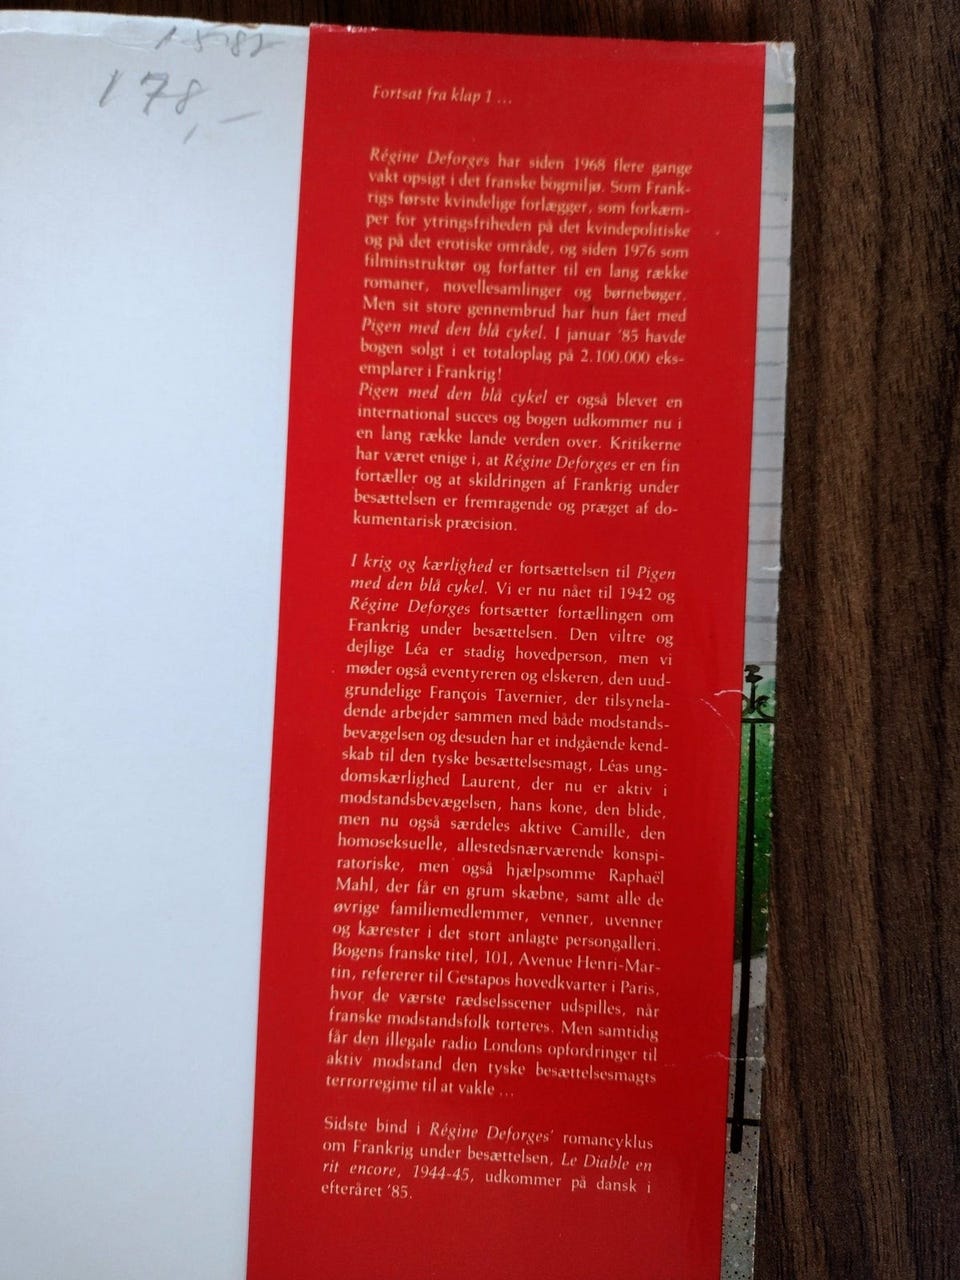 178,-
Fortsat fra klap 1 ...
Régine Deforges har siden 1968 flere gange
vakt opsigt i det franske bogmiljø. Som Frank-
rigs første kvindelige forlægger, som forkæm-
per for ytringsfriheden på det kvindepolitiske
og på det erotiske område, og siden 1976 som
filminstruktør og forfatter til en lang række
romaner, novellesamlinger og børnebøger.
Men sit store gennembrud har hun fået med
Pigen med den blå cykel. I januar '85 havde
bogen solgt i et totaloplag på 2.100.000 eks-
emplarer i Frankrig!
Pigen med den blå cykel er også blevet en
international succes og bogen udkommer nu i
en lang række lande verden over. Kritikerne
har været enige i, at Régine Deforges er en fin
fortæller og at skildringen af Frankrig under
besættelsen er fremragende og præget af do-
kumentarisk præcision.
I krig og kærlighed er fortsættelsen til Pigen
med den blå cykel. Vi er nu nået til 1942 og
Régine Deforges fortsætter fortællingen om
Frankrig under besættelsen. Den viltre og
dejlige Léa er stadig hovedperson, men vi
møder også eventyreren og elskeren, den uud-
grundelige François Tavernier, der tilsynela-
dende arbejder sammen med både modstands-
bevægelsen og desuden har et indgående kend-
skab til den tyske besættelsesmagt, Léas ung-
domskærlighed Laurent, der nu er aktiv i
modstandsbevægelsen, hans kone, den blide,
men nu også særdeles aktive Camille, den
homoseksuelle, allestedsnærværende konspi-
ratoriske, men også hjælpsomme Raphaël
Mahl, der får en grum skæbne, samt alle de
øvrige familiemedlemmer, venner, uvenner
og kærester i det stort anlagte persongalleri.
Bogens franske titel, 101, Avenue Henri-Mar-
tin, refererer til Gestapos hovedkvarter i Paris,
hvor de værste rædselsscener udspilles, når
franske modstandsfolk torteres. Men samtidig
får den illegale radio Londons opfordringer til
aktiv modstand den tyske besættelsesmagts
terrorregime til at vakle ...
Sidste bind i Régine Deforges' romancyklus
om Frankrig under besættelsen, Le Diable en
rit encore, 1944-45, udkommer på dansk i
efteråret '85.